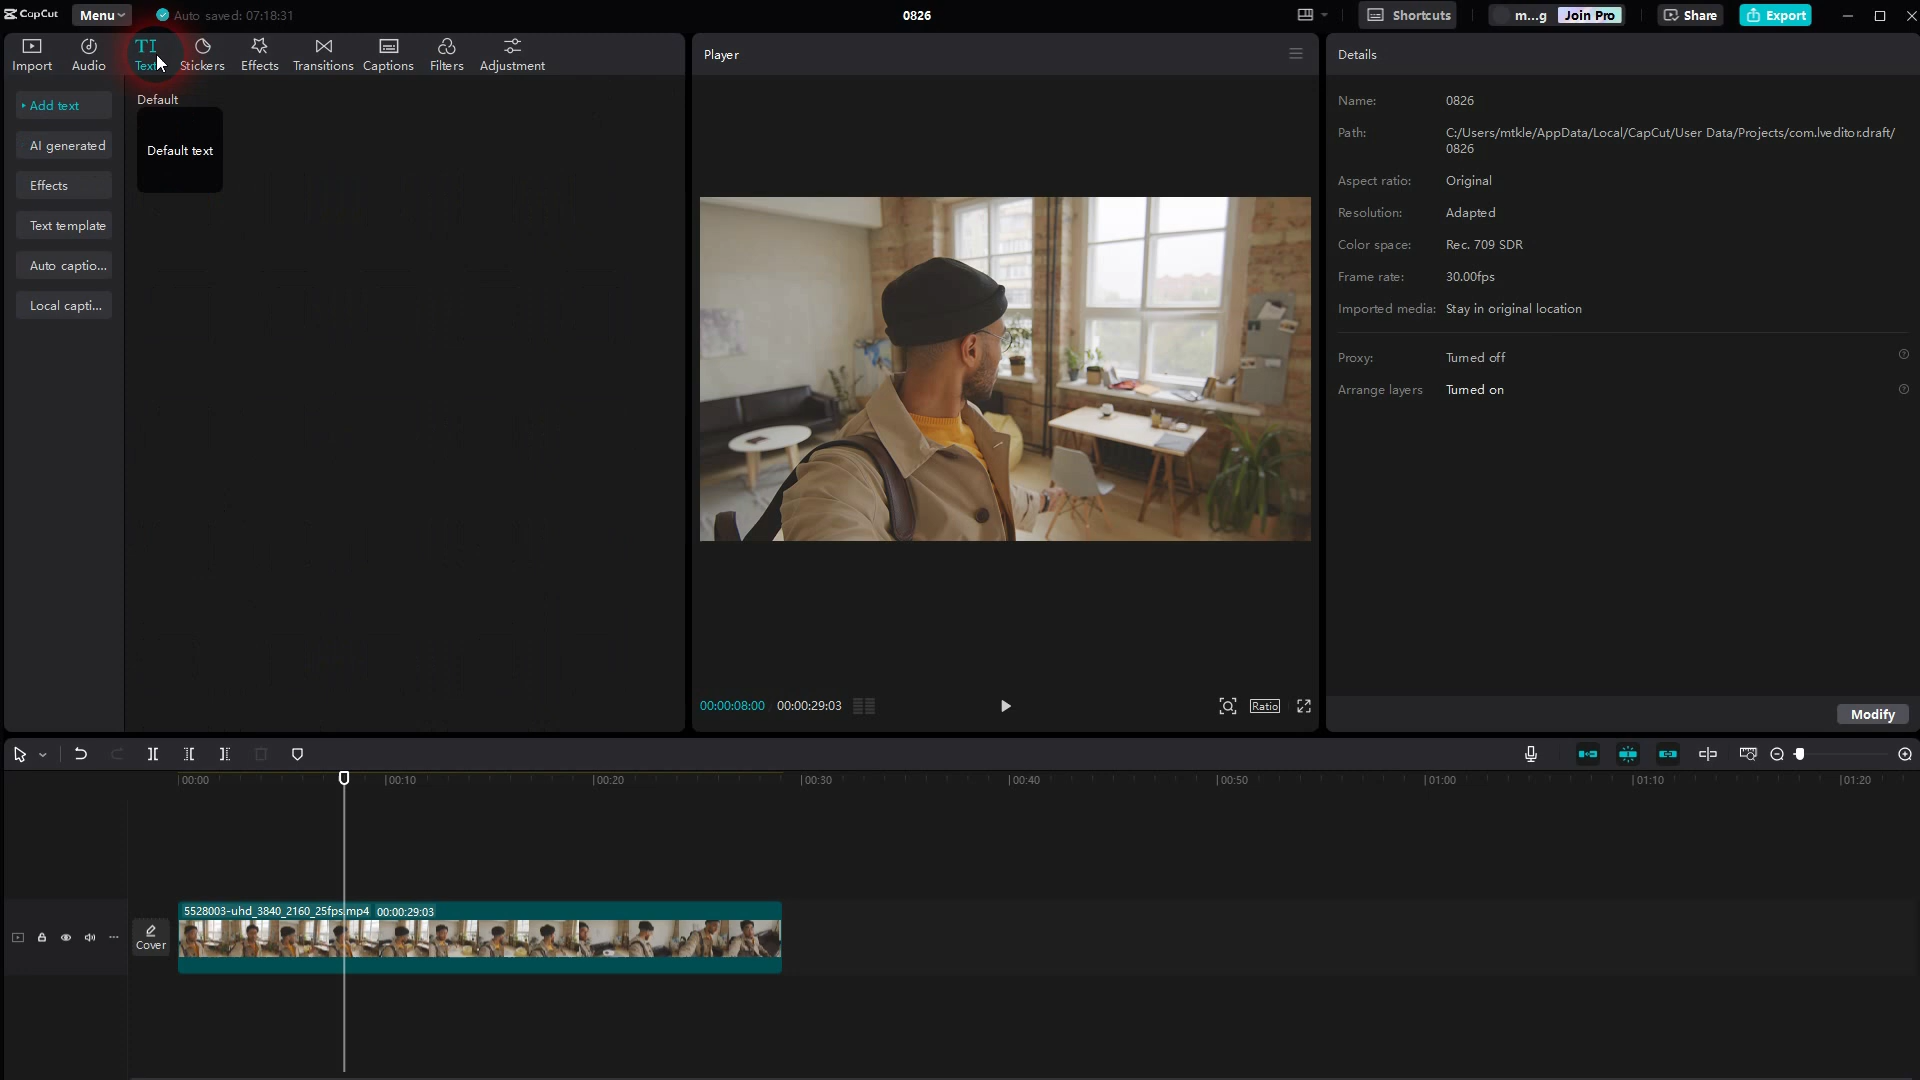 CapCut Menu Auto saved: 07:18:31 0826 Shortcuts m...g Join Pro Share Export
Import Audio Text Stickers Effects Transitions Captions Filters Adjustment
Add text
AI generated
Effects
Text template
Auto captio...
Local capti...
Default
Default text
Player
00:00:08:00 00:00:29:03
Ratio
Details
Name: 0826
Path: C:/Users/mtkle/AppData/Local/CapCut/User Data/Projects/com.lveditor.draft/
0826
Aspect ratio: Original
Resolution: Adapted
Color space: Rec. 709 SDR
Frame rate: 30.00fps
Imported media: Stay in original location
Proxy: Turned off
Arrange layers Turned on
Modify
00:00 00:10 00:20 00:30 00:40 00:50 01:00 01:10 01:20
5528003-uhd_3840_2160_25fps.mp4 00:00:29:03
Cover